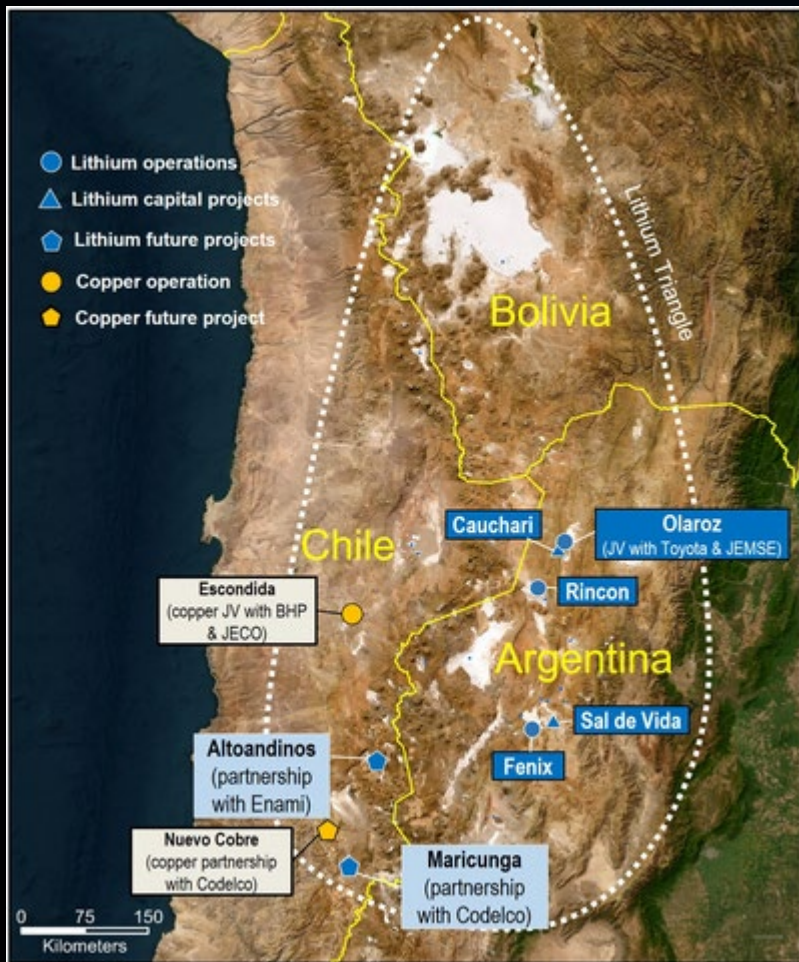 Lithium operations
Lithium capital projects
Lithium future projects
Copper operation
Copper future project
Lithium Triangle
Bolivia
Chile
Argentina
Cauchari
Olaroz
(JV with Toyota & JEMSE)
Rincon
Escondida
(copper JV with BHP
& JECO)
Sal de Vida
Fenix
Altoandinos
(partnership
with Enami)
Nuevo Cobre
(copper partnership
with Codelco)
Maricunga
(partnership
with Codelco)
0 75 150
Kilometers